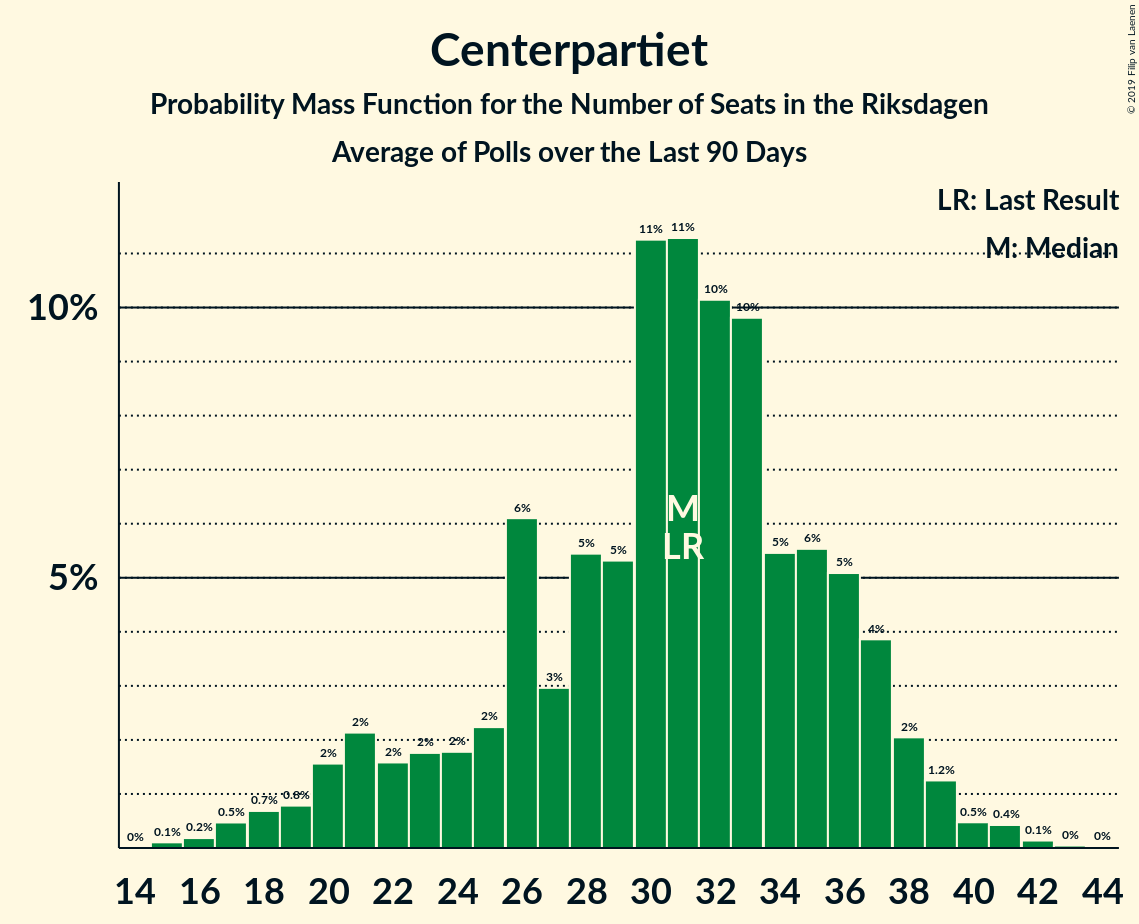 © 2019 Filip van Laenen
Centerpartiet
Probability Mass Function for the Number of Seats in the Riksdagen
Average of Polls over the Last 90 Days
LR: Last Result
M: Median
10%
5%
0% 0.1% 0.2% 0.5% 0.7% 0.8% 2% 2% 2% 2% 2% 2% 6% 3% 5% 5% 11% 11% 10% 10% 5% 6% 5% 4% 2% 1.2% 0.5% 0.4% 0.1% 0% 0%
M
LR
14 16 18 20 22 24 26 28 30 32 34 36 38 40 42 44